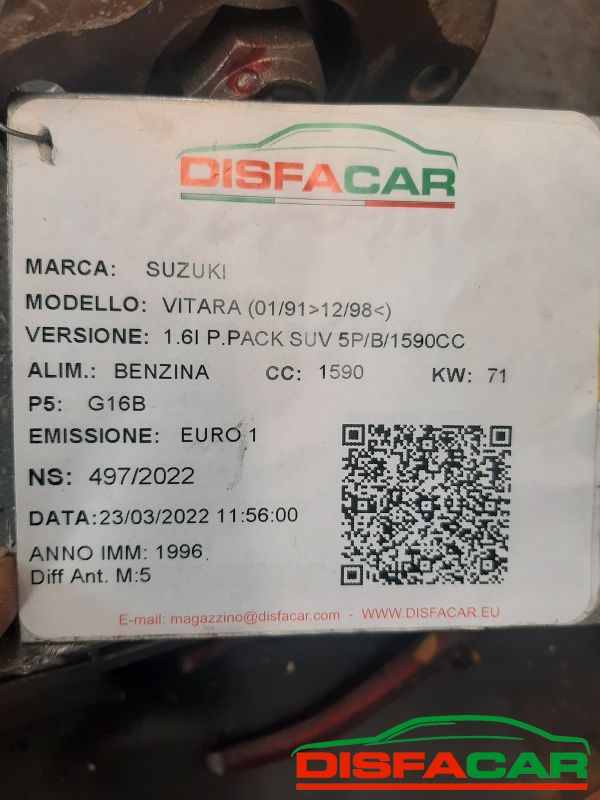 DISFACAR
MARCA: SUZUKI
MODELLO: VITARA (01/91>12/98<)
VERSIONE: 1.6I P.PACK SUV 5P/B/1590CC
ALIM.: BENZINA CC: 1590 KW: 71
P5: G16B
EMISSIONE: EURO 1
NS: 497/2022
DATA:23/03/2022 11:56:00
ANNO IMM: 1996
Diff Ant. M:5
E-mail: magazzino@disfacar.com - WWW.DISFACAR.EU
DISFACAR